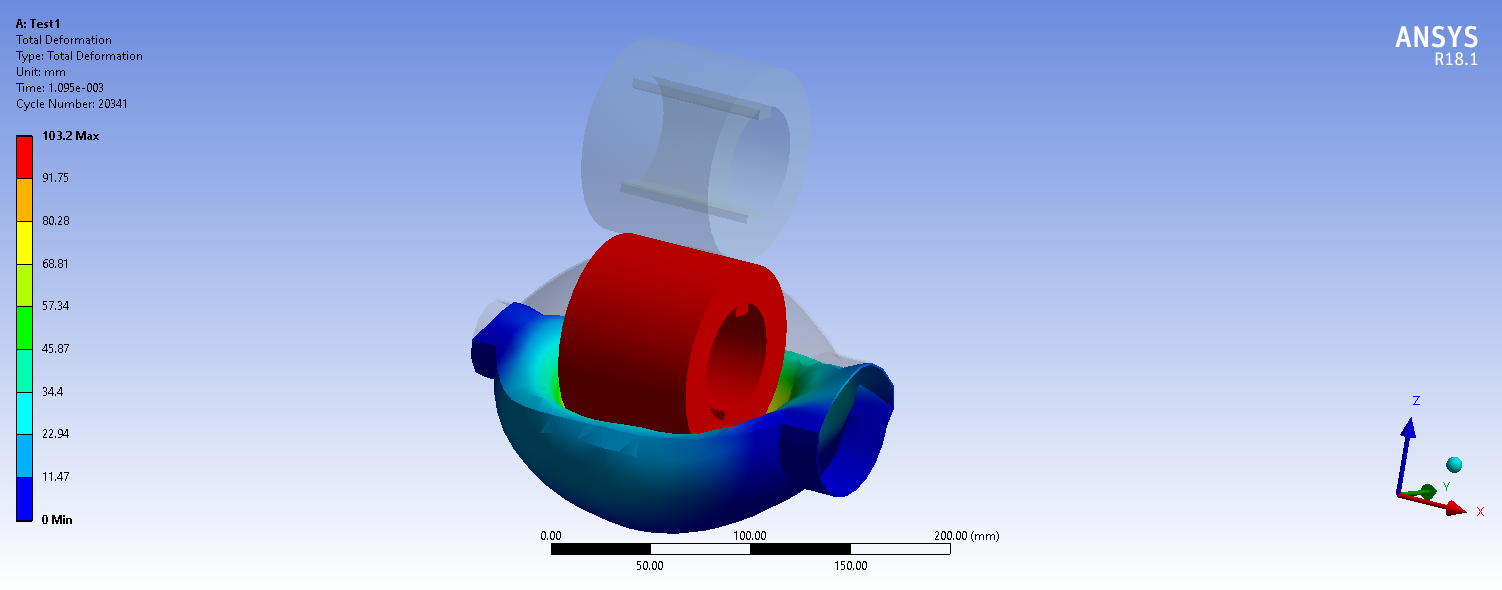 A: Test1
Total Deformation
Type: Total Deformation
Unit: mm
Time: 1.095e-003
Cycle Number: 20341
ANSYS
R18.1
103.2 Max
91.75
80.28
68.81
57.34
45.87
34.4
22.94
11.47
0 Min
0.00 100.00 200.00 (mm)
50.00 150.00
Z
Y
X